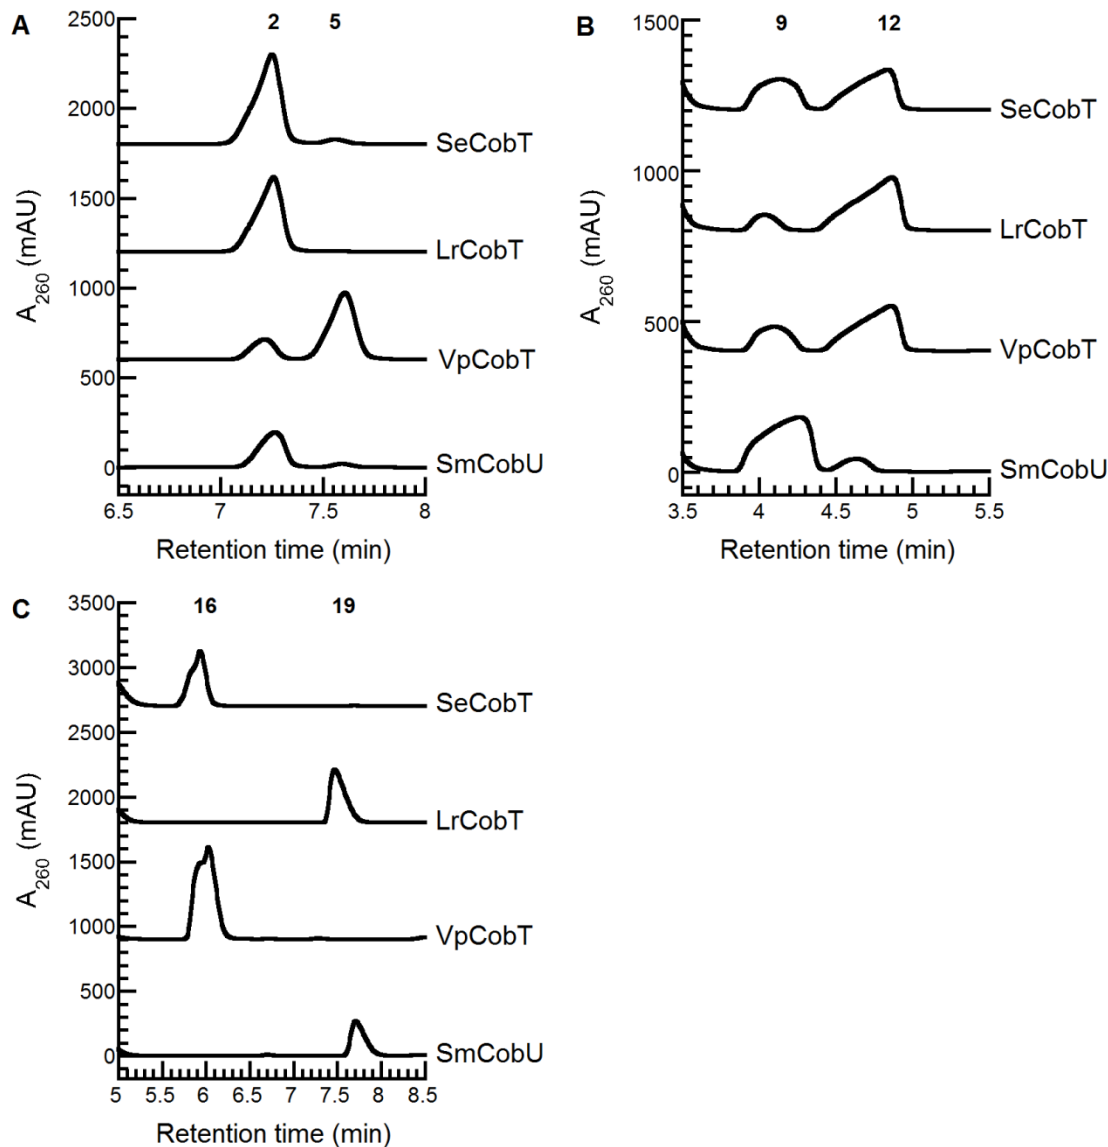 A
2 5
2500
2000
1500
1000
500
0
A260 (mAU)
SeCobT
LrCobT
VpCobT
SmCobU
6.5 7 7.5 8
Retention time (min)
B
9 12
1500
1000
500
0
A260 (mAU)
SeCobT
LrCobT
VpCobT
SmCobU
3.5 4 4.5 5 5.5
Retention time (min)
C
16 19
3500
3000
2500
2000
1500
1000
500
0
A260 (mAU)
SeCobT
LrCobT
VpCobT
SmCobU
5 5.5 6 6.5 7 7.5 8 8.5
Retention time (min)